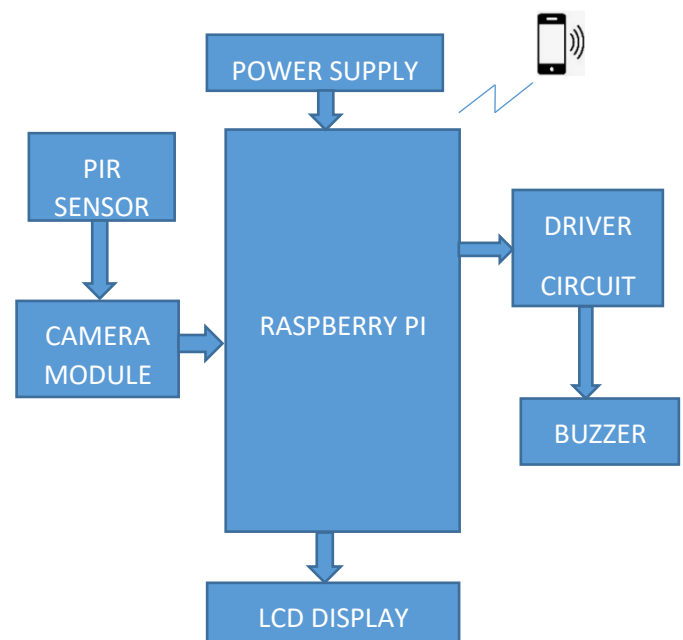 POWER SUPPLY
PIR
SENSOR
DRIVER
CIRCUIT
RASPBERRY PI
CAMERA
MODULE
BUZZER
LCD DISPLAY